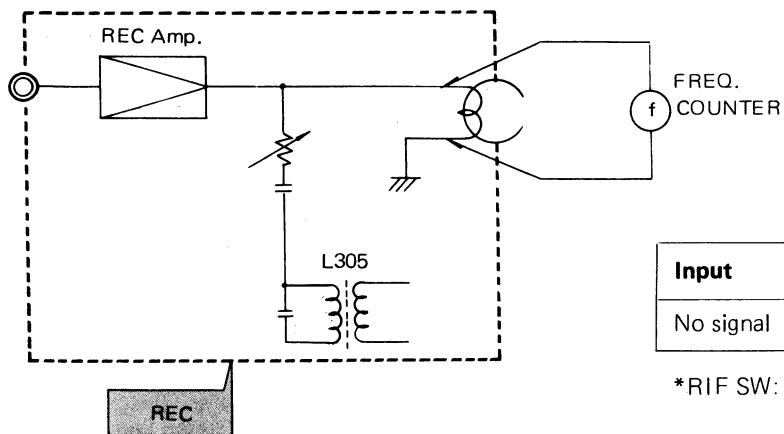 REC Amp.
FREQ.
COUNTER
f
L305
Input
No signal
*RIF SW:
REC